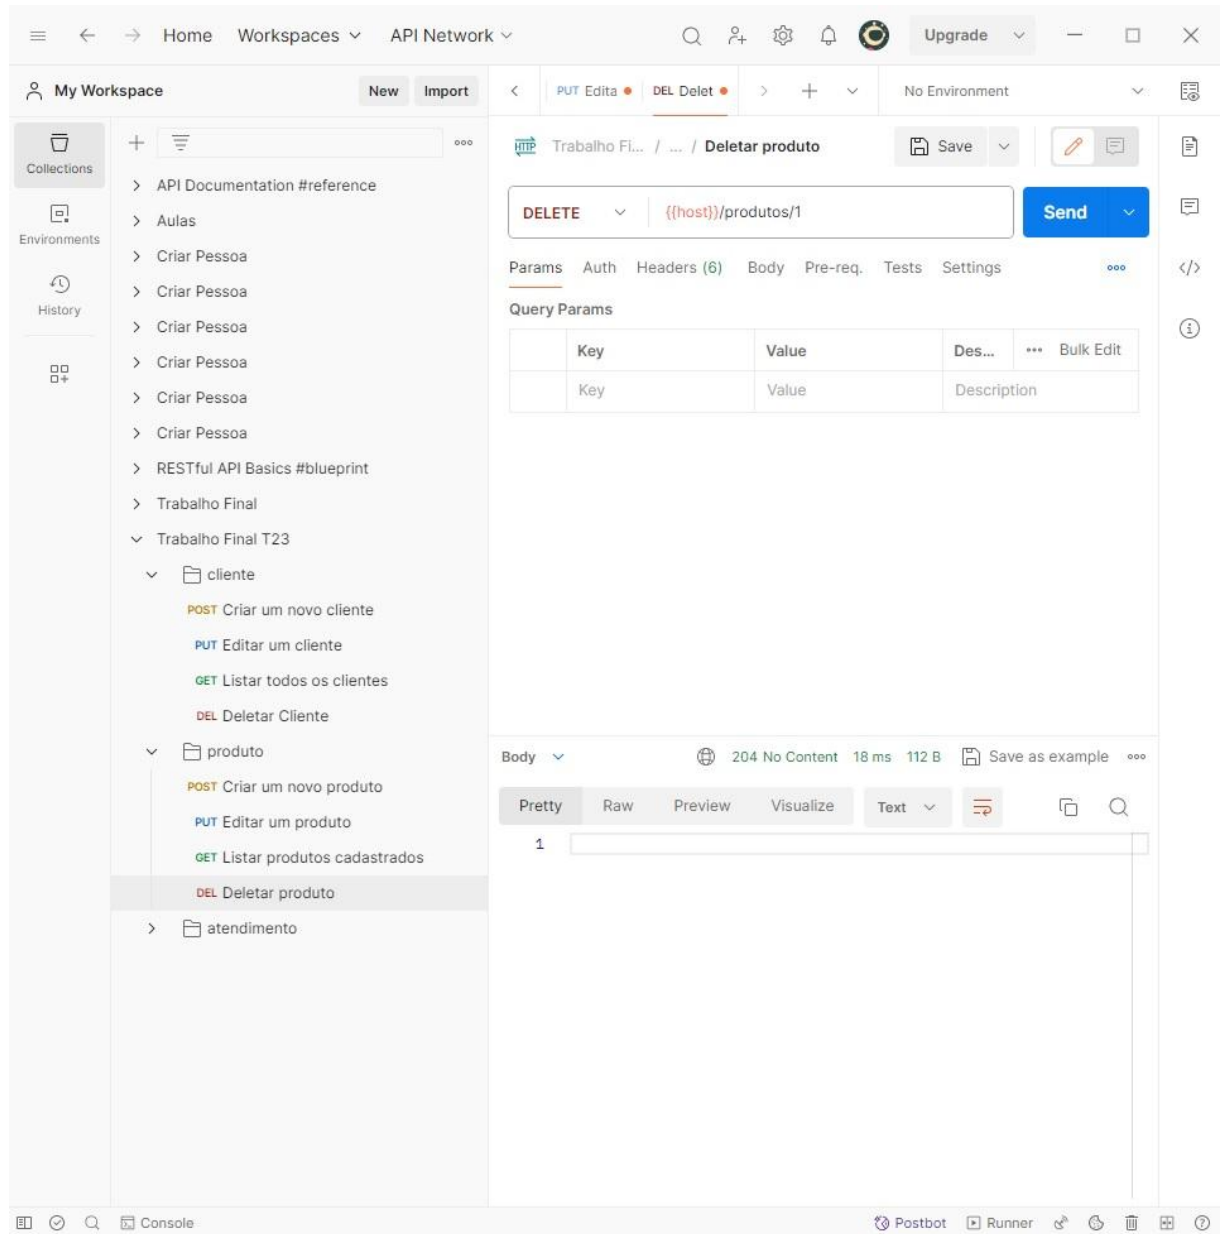 Home Workspaces API Network Upgrade
My Workspace New Import PUT Edita DEL Delet No Environment
Collections
Environments
History
API Documentation #reference
Aulas
Criar Pessoa
Criar Pessoa
Criar Pessoa
Criar Pessoa
Criar Pessoa
Criar Pessoa
RESTful API Basics #blueprint
Trabalho Final
Trabalho Final T23
cliente
POST Criar um novo cliente
PUT Editar um cliente
GET Listar todos os clientes
DEL Deletar Cliente
produto
POST Criar um novo produto
PUT Editar um produto
GET Listar produtos cadastrados
DEL Deletar produto
atendimento
HTTP Trabalho Fi... / ... / Deletar produto Save
DELETE {{host}}/produtos/1 Send
Params Auth Headers (6) Body Pre-req. Tests Settings
Query Params
Key Value Des... Bulk Edit
Key Value Description
Body 204 No Content 18 ms 112 B Save as example
Pretty Raw Preview Visualize Text
1
Console Postbot Runner